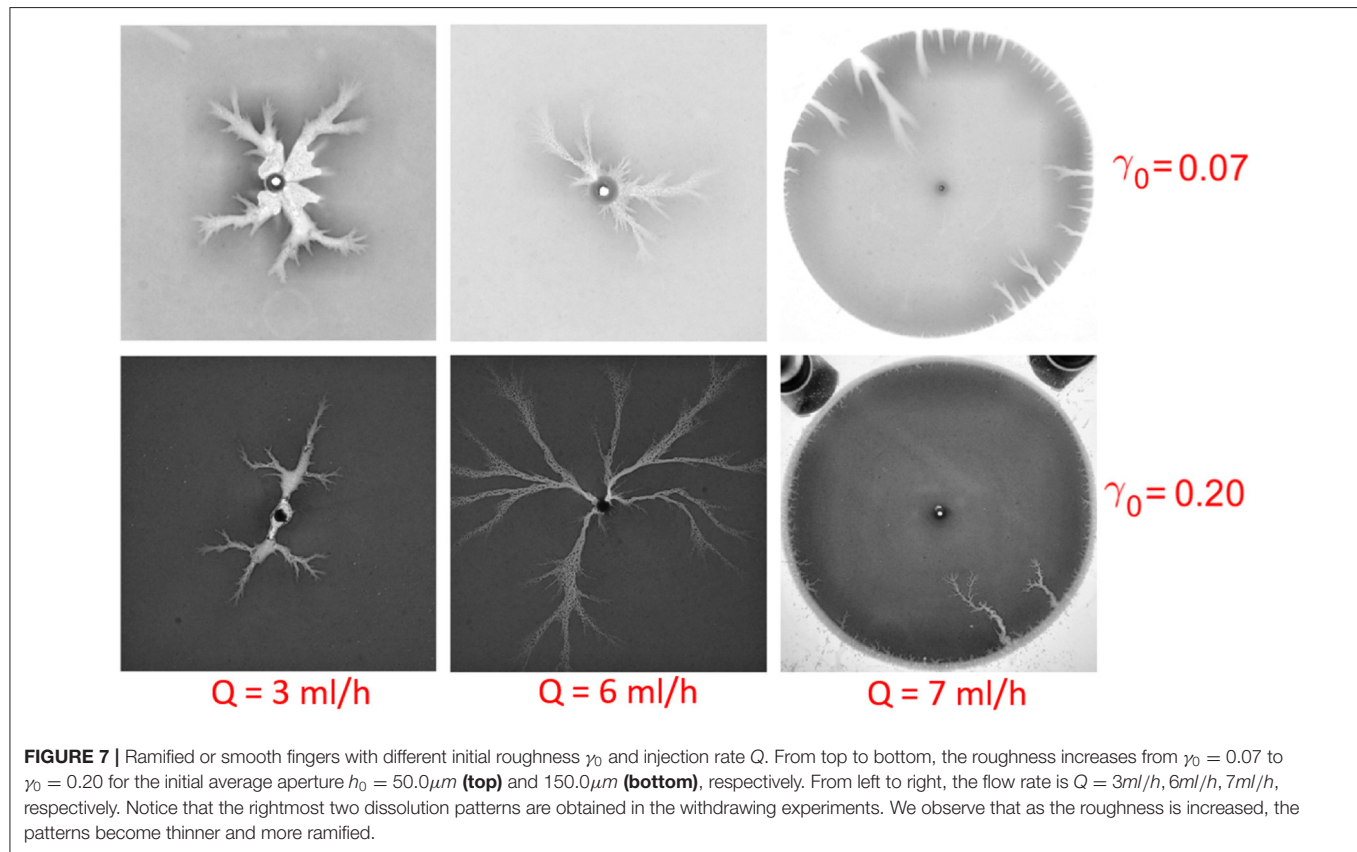 γ₀ = 0.07
γ₀ = 0.20
Q = 3 ml/h Q = 6 ml/h Q = 7 ml/h
FIGURE 7 | Ramified or smooth fingers with different initial roughness γ₀ and injection rate Q. From top to bottom, the roughness increases from γ₀ = 0.07 to
γ₀ = 0.20 for the initial average aperture h₀ = 50.0μm (top) and 150.0μm (bottom), respectively. From left to right, the flow rate is Q = 3ml/h, 6ml/h, 7ml/h,
respectively. Notice that the rightmost two dissolution patterns are obtained in the withdrawing experiments. We observe that as the roughness is increased, the
patterns become thinner and more ramified.